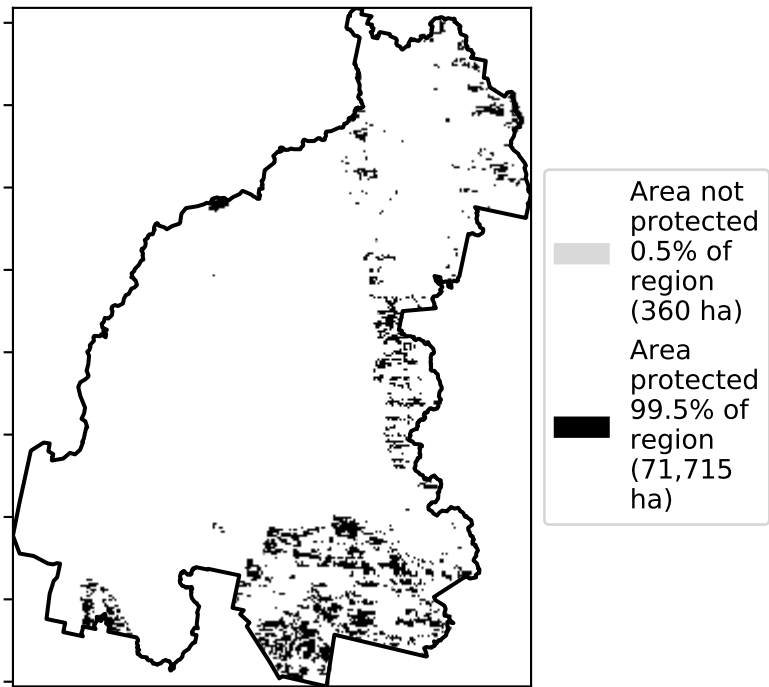 Area not
protected
0.5% of
region
(360 ha)
Area
protected
99.5% of
region
(71,715
ha)